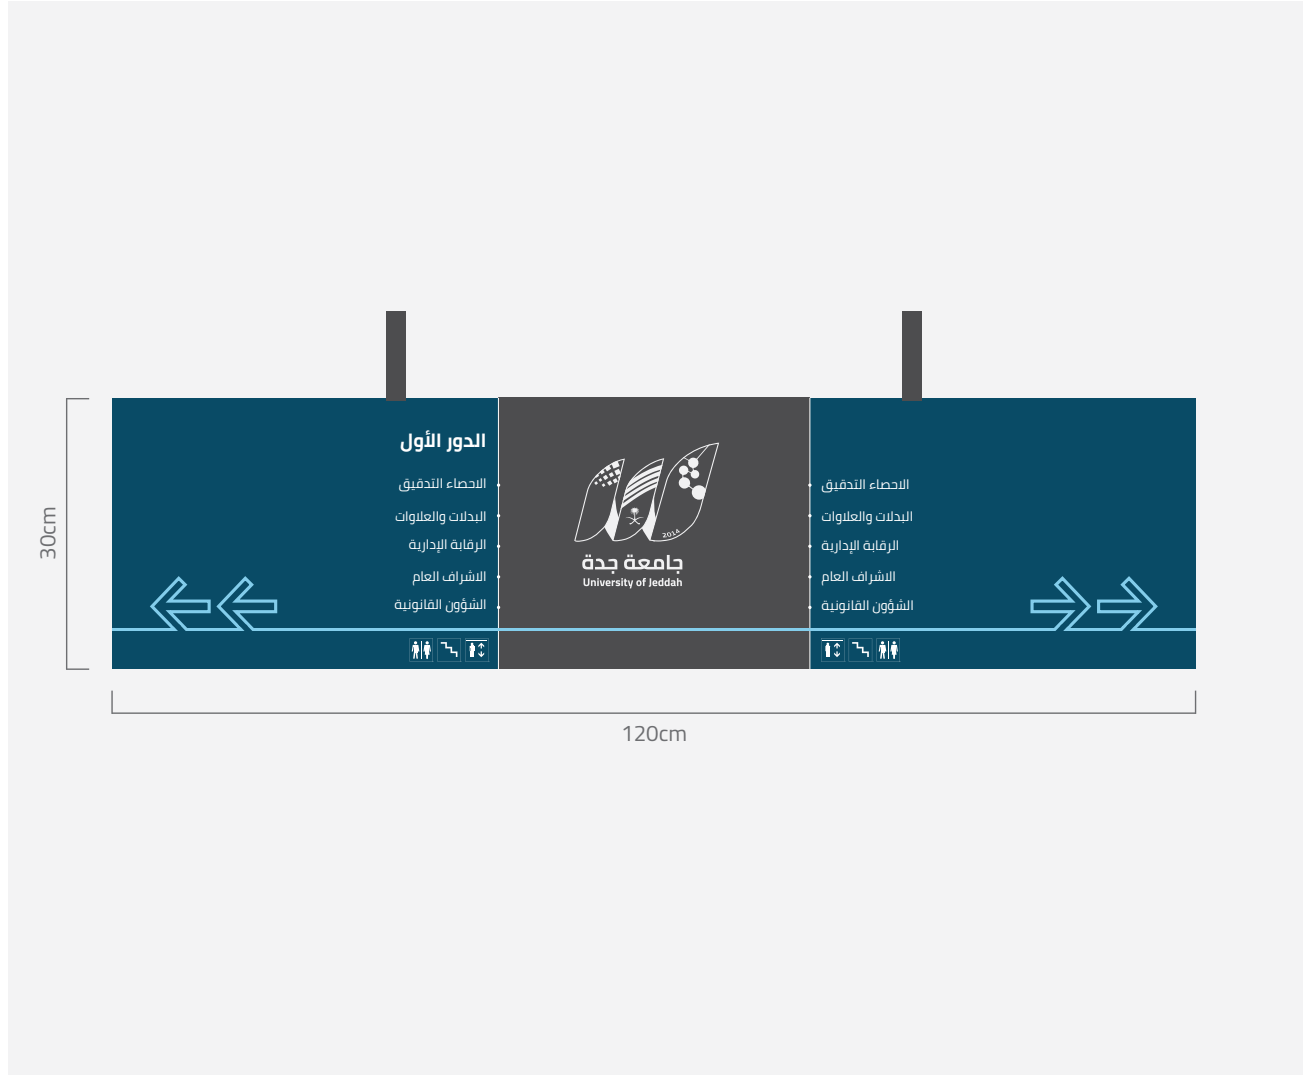 الدور الأول
الاحصاء التدقيق
البدلات والعلاوات
الرقابة الإدارية
الاشراف العام
الشؤون القانونية
2014
جامعة جدة
University of Jeddah
الاحصاء التدقيق
البدلات والعلاوات
الرقابة الإدارية
الاشراف العام
الشؤون القانونية
30cm
120cm